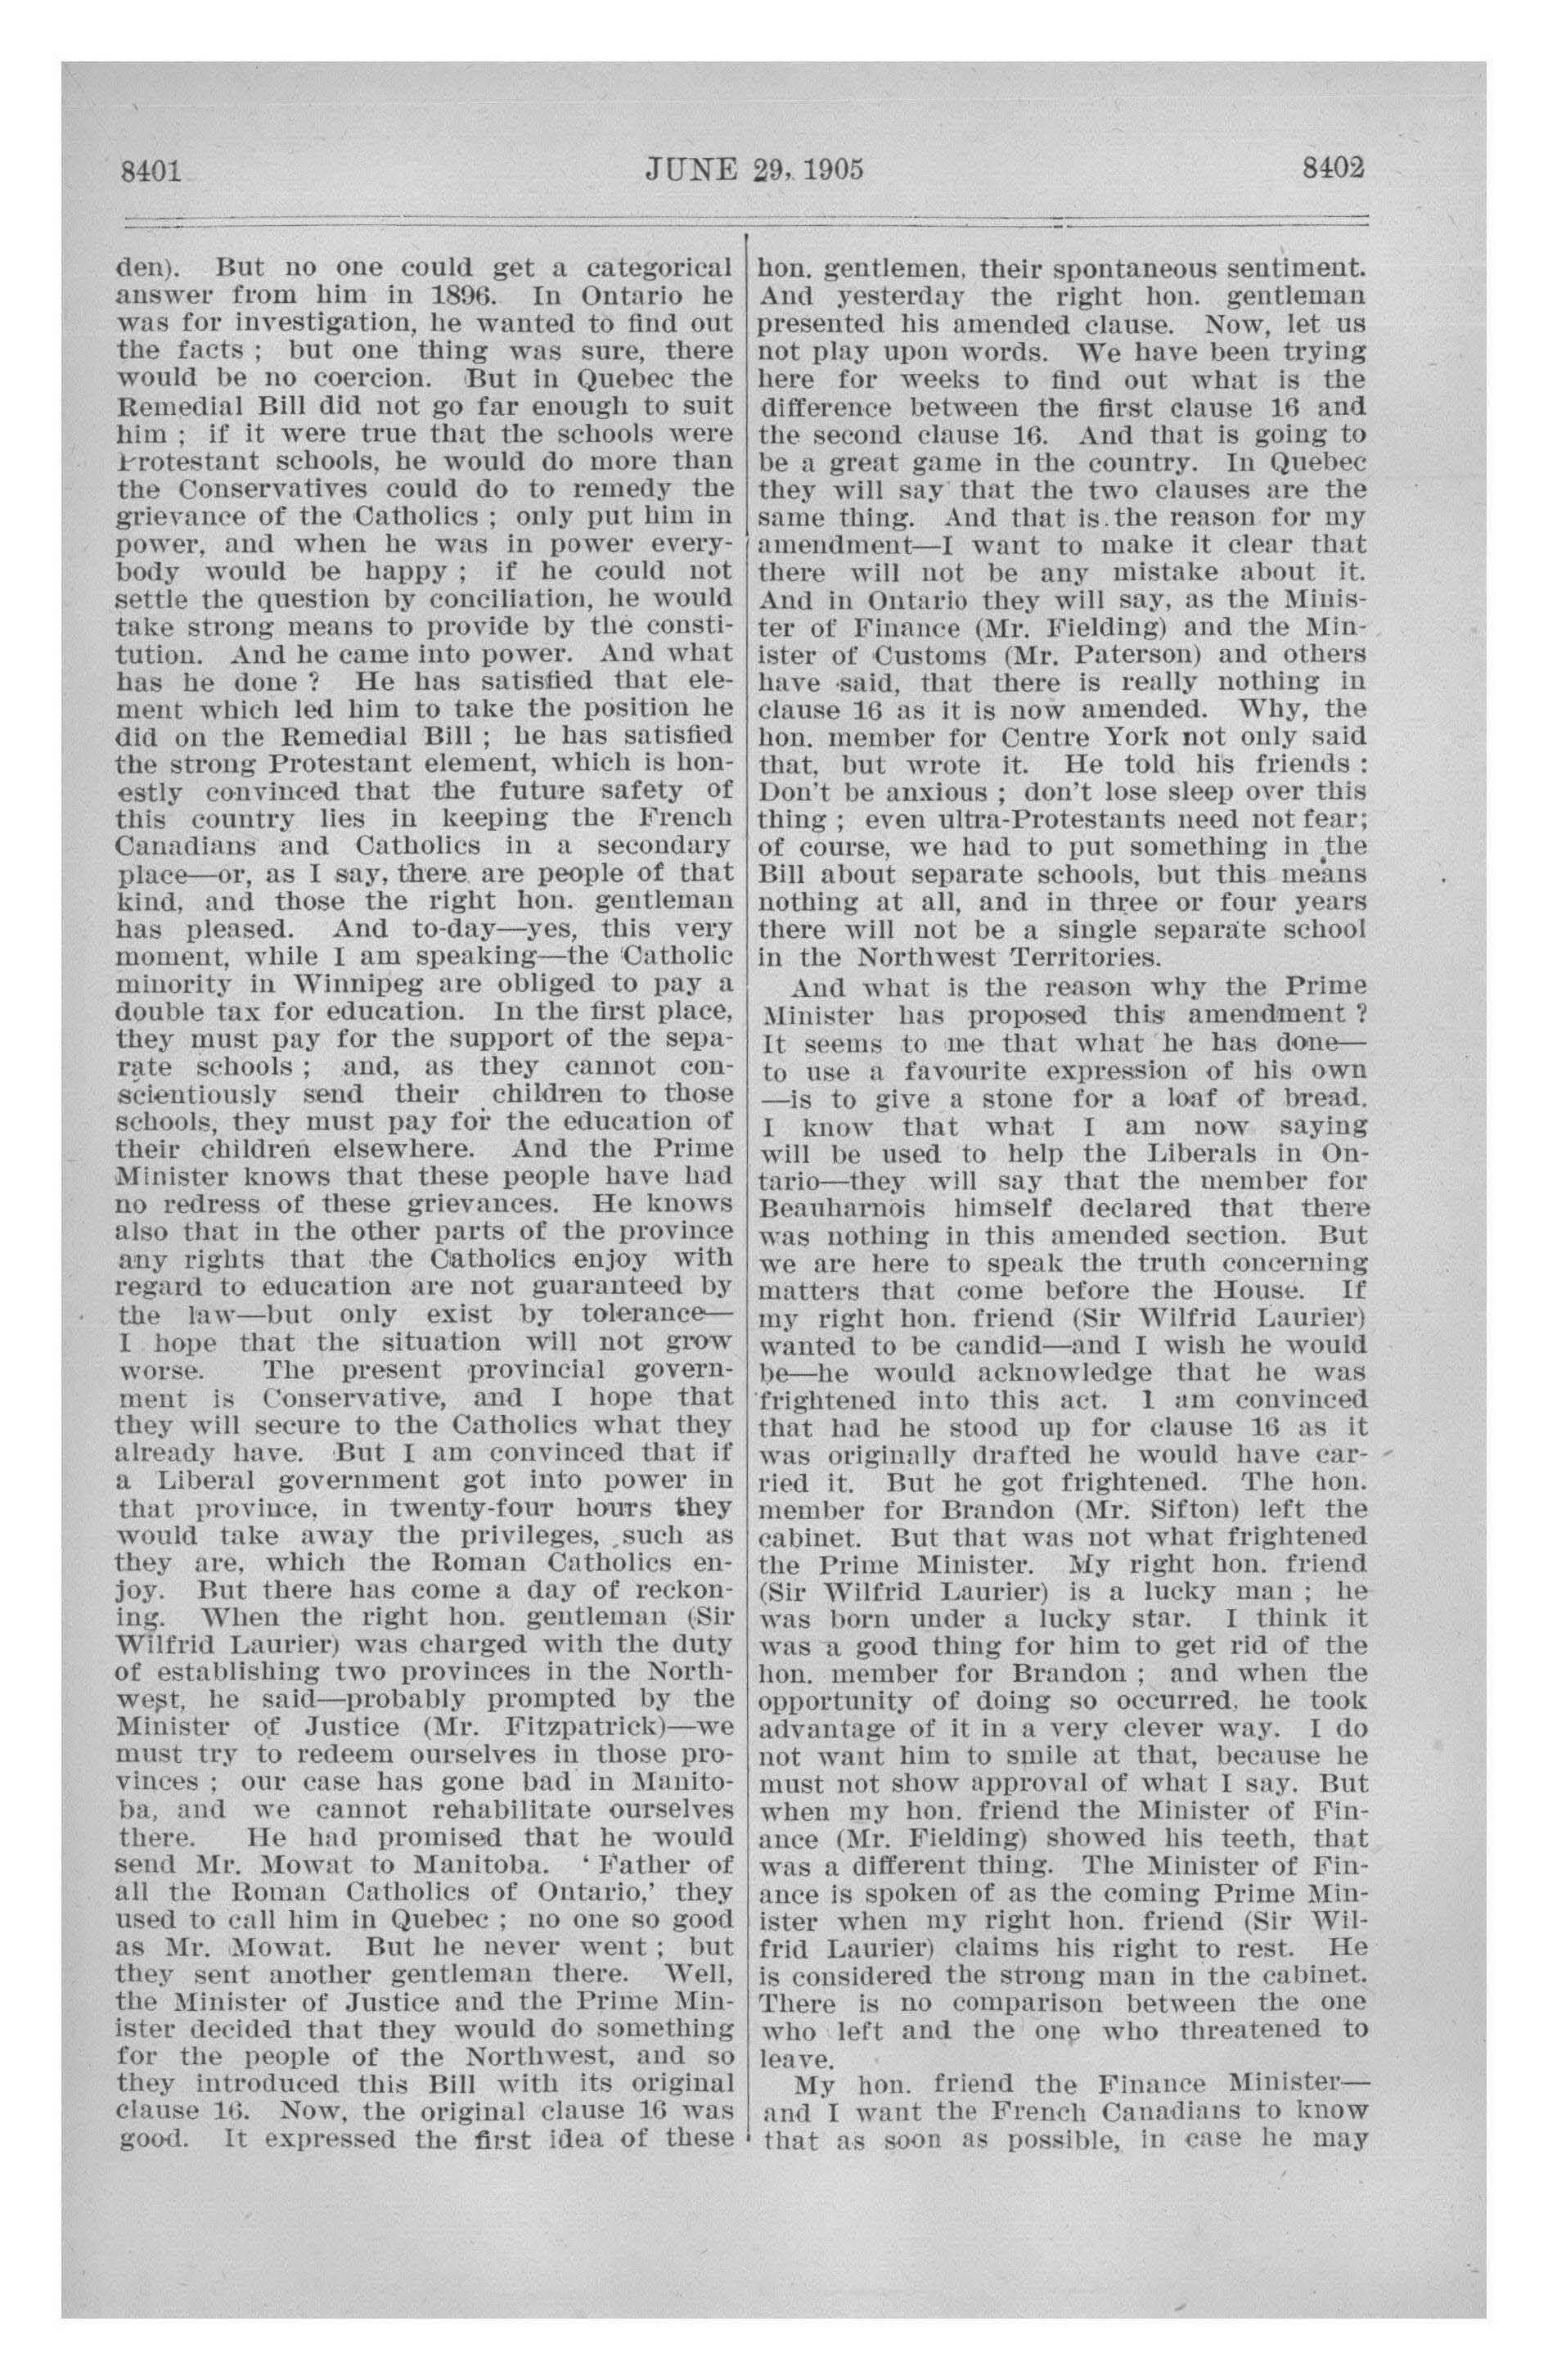 8401 JUNE 29, 1905 8402
den). But no one could get a categorical
answer from him in 1896. In Ontario he
was for investigation, he wanted to find out
the facts ; but one thing was sure, there
would be no coercion. But in Quebec the
Remedial Bill did not go far enough to suit
him ; if it were true that the schools were
Protestant schools, he would do more than
the Conservatives could do to remedy the
grievance of the Catholics ; only put him in
power, and when he was in power every-
body would be happy ; if he could not
settle the question by conciliation, he would
take strong means to provide by the consti-
tution. And he came into power. And what
has he done ? He has satisfied that ele-
ment which led him to take the position he
did on the Remedial Bill ; he has satisfied
the strong Protestant element, which is hon-
estly convinced that the future safety of
this country lies in keeping the French
Canadians and Catholics in a secondary
place—or, as I say, there are people of that
kind, and those the right hon. gentleman
has pleased. And to-day—yes, this very
moment, while I am speaking—the Catholic
minority in Winnipeg are obliged to pay a
double tax for education. In the first place,
they must pay for the support of the sepa-
rate schools ; and, as they cannot con-
scientiously send their children to those
schools, they must pay for the education of
their children elsewhere. And the Prime
Minister knows that these people have had
no redress of these grievances. He knows
also that in the other parts of the province
any rights that the Catholics enjoy with
regard to education are not guaranteed by
the law—but only exist by tolerance—
I hope that the situation will not grow
worse. The present provincial govern-
ment is Conservative, and I hope that
they will secure to the Catholics what they
already have. But I am convinced that if
a Liberal government got into power in
that province, in twenty-four hours they
would take away the privileges, such as
they are, which the Roman Catholics en-
joy. But there has come a day of reckon-
ing. When the right hon. gentleman (Sir
Wilfrid Laurier) was charged with the duty
of establishing two provinces in the North-
west, he said—probably prompted by the
Minister of Justice (Mr. Fitzpatrick)—we
must try to redeem ourselves in those pro-
vinces ; our case has gone bad in Manito-
ba, and we cannot rehabilitate ourselves
there. He had promised that he would
send Mr. Mowat to Manitoba. ‘ Father of
all the Roman Catholics of Ontario,’ they
used to call him in Quebec ; no one so good
as Mr. Mowat. But he never went ; but
they sent another gentleman there. Well,
the Minister of Justice and the Prime Min-
ister decided that they would do something
for the people of the Northwest, and so
they introduced this Bill with its original
clause 16. Now, the original clause 16 was
good. It expressed the first idea of these
hon. gentlemen, their spontaneous sentiment.
And yesterday the right hon. gentleman
presented his amended clause. Now, let us
not play upon words. We have been trying
here for weeks to find out what is the
difference between the first clause 16 and
the second clause 16. And that is going to
be a great game in the country. In Quebec
they will say that the two clauses are the
same thing. And that is the reason for my
amendment—I want to make it clear that
there will not be any mistake about it.
And in Ontario they will say, as the Minis-
ter of Finance (Mr. Fielding) and the Min-
ister of Customs (Mr. Paterson) and others
have said, that there is really nothing in
clause 16 as it is now amended. Why, the
hon. member for Centre York not only said
that, but wrote it. He told his friends :
Don't be anxious ; don't lose sleep over this
thing ; even ultra-Protestants need not fear;
of course, we had to put something in the
Bill about separate schools, but this means
nothing at all, and in three or four years
there will not be a single separate school
in the Northwest Territories.
And what is the reason why the Prime
Minister has proposed this amendment ?
It seems to me that what he has done—
to use a favourite expression of his own
—is to give a stone for a loaf of bread.
I know that what I am now saying
will be used to help the Liberals in On-
tario—they will say that the member for
Beauharnois himself declared that there
was nothing in this amended section. But
we are here to speak the truth concerning
matters that come before the House. If
my right hon. friend (Sir Wilfrid Laurier)
wanted to be candid—and I wish he would
be—he would acknowledge that he was
frightened into this act. I am convinced
that had he stood up for clause 16 as it
was originally drafted he would have car-
ried it. But he got frightened. The hon.
member for Brandon (Mr. Sifton) left the
cabinet. But that was not what frightened
the Prime Minister. My right hon. friend
(Sir Wilfrid Laurier) is a lucky man ; he
was born under a lucky star. I think it
was a good thing for him to get rid of the
hon. member for Brandon ; and when the
opportunity of doing so occurred, he took
advantage of it in a very clever way. I do
not want him to smile at that, because he
must not show approval of what I say. But
when my hon. friend the Minister of Fin-
ance (Mr. Fielding) showed his teeth, that
was a different thing. The Minister of Fin-
ance is spoken of as the coming Prime Min-
ister when my right hon. friend (Sir Wil-
frid Laurier) claims his right to rest. He
is considered the strong man in the cabinet.
There is no comparison between the one
who left and the one who threatened to
leave.
My hon. friend the Finance Minister—
and I want the French Canadians to know
that as soon as possible, in case he may